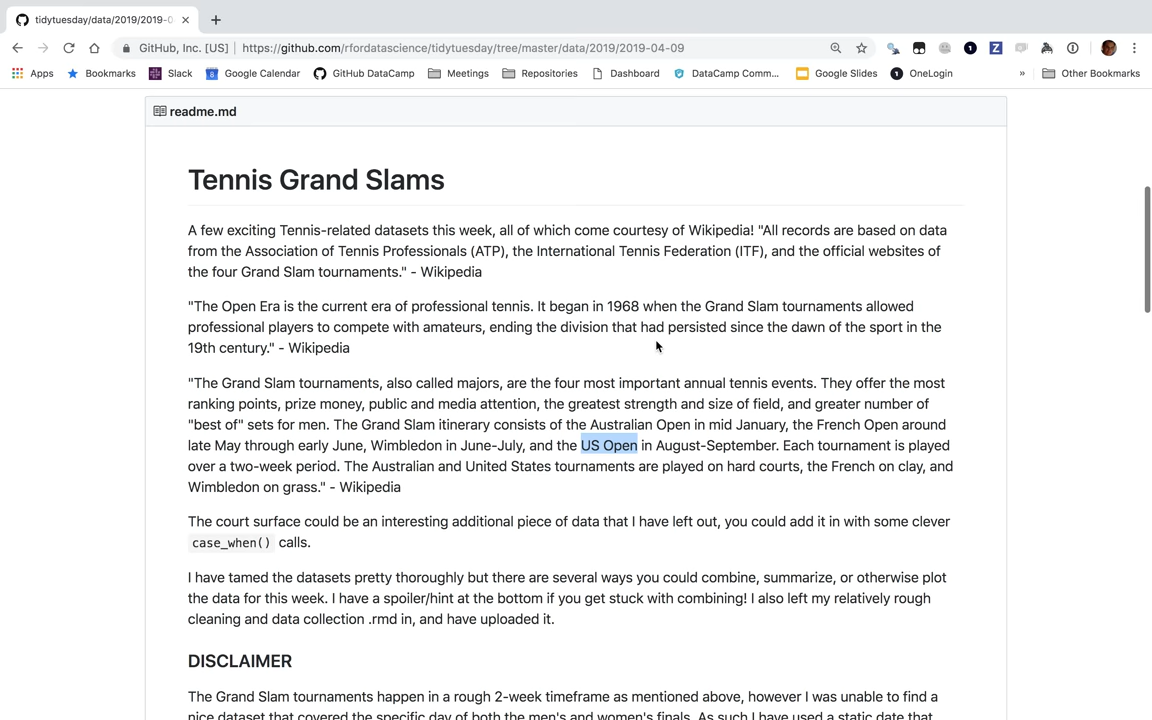 tidytuesday/data/2019/2019-0
GitHub, Inc. [US] | https://github.com/rfordatascience/tidytuesday/tree/master/data/2019/2019-04-09
Apps Bookmarks Slack Google Calendar GitHub DataCamp Meetings Repositories Dashboard DataCamp Comm... Google Slides OneLogin » Other Bookmarks
readme.md
Tennis Grand Slams
A few exciting Tennis-related datasets this week, all of which come courtesy of Wikipedia! "All records are based on data
from the Association of Tennis Professionals (ATP), the International Tennis Federation (ITF), and the official websites of
the four Grand Slam tournaments." - Wikipedia
"The Open Era is the current era of professional tennis. It began in 1968 when the Grand Slam tournaments allowed
professional players to compete with amateurs, ending the division that had persisted since the dawn of the sport in the
19th century." - Wikipedia
"The Grand Slam tournaments, also called majors, are the four most important annual tennis events. They offer the most
ranking points, prize money, public and media attention, the greatest strength and size of field, and greater number of
"best of" sets for men. The Grand Slam itinerary consists of the Australian Open in mid January, the French Open around
late May through early June, Wimbledon in June-July, and the US Open in August-September. Each tournament is played
over a two-week period. The Australian and United States tournaments are played on hard courts, the French on clay, and
Wimbledon on grass." - Wikipedia
The court surface could be an interesting additional piece of data that I have left out, you could add it in with some clever
case_when() calls.
I have tamed the datasets pretty thoroughly but there are several ways you could combine, summarize, or otherwise plot
the data for this week. I have a spoiler/hint at the bottom if you get stuck with combining! I also left my relatively rough
cleaning and data collection .rmd in, and have uploaded it.
DISCLAIMER
The Grand Slam tournaments happen in a rough 2-week timeframe as mentioned above, however I was unable to find a
nice dataset that covered the specific day of both the men's and women's finals. As such I have used a static date that